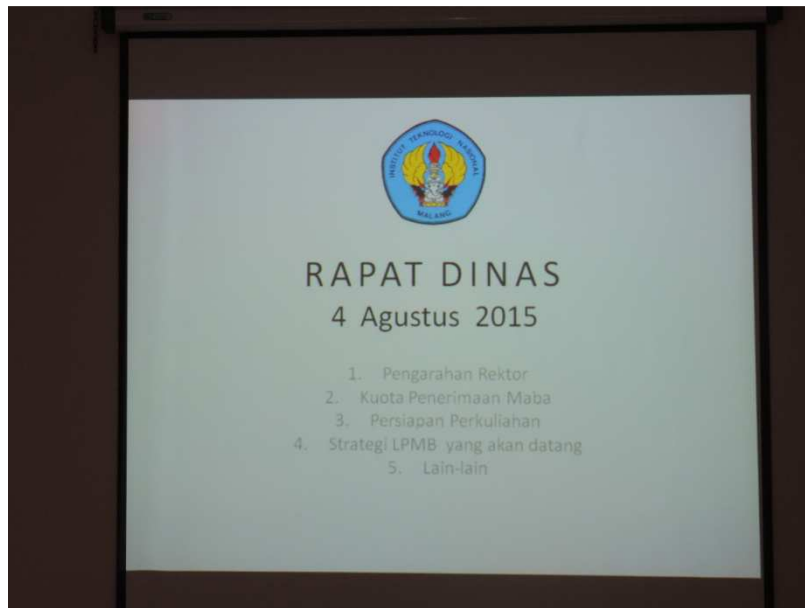 INSTITUT TEKNOLOGI NASIONAL
MALANG
RAPAT DINAS
4 Agustus 2015
1. Pengarahan Rektor
2. Kuota Penerimaan Maba
3. Persiapan Perkuliahan
4. Strategi LPMB yang akan datang
5. Lain-lain